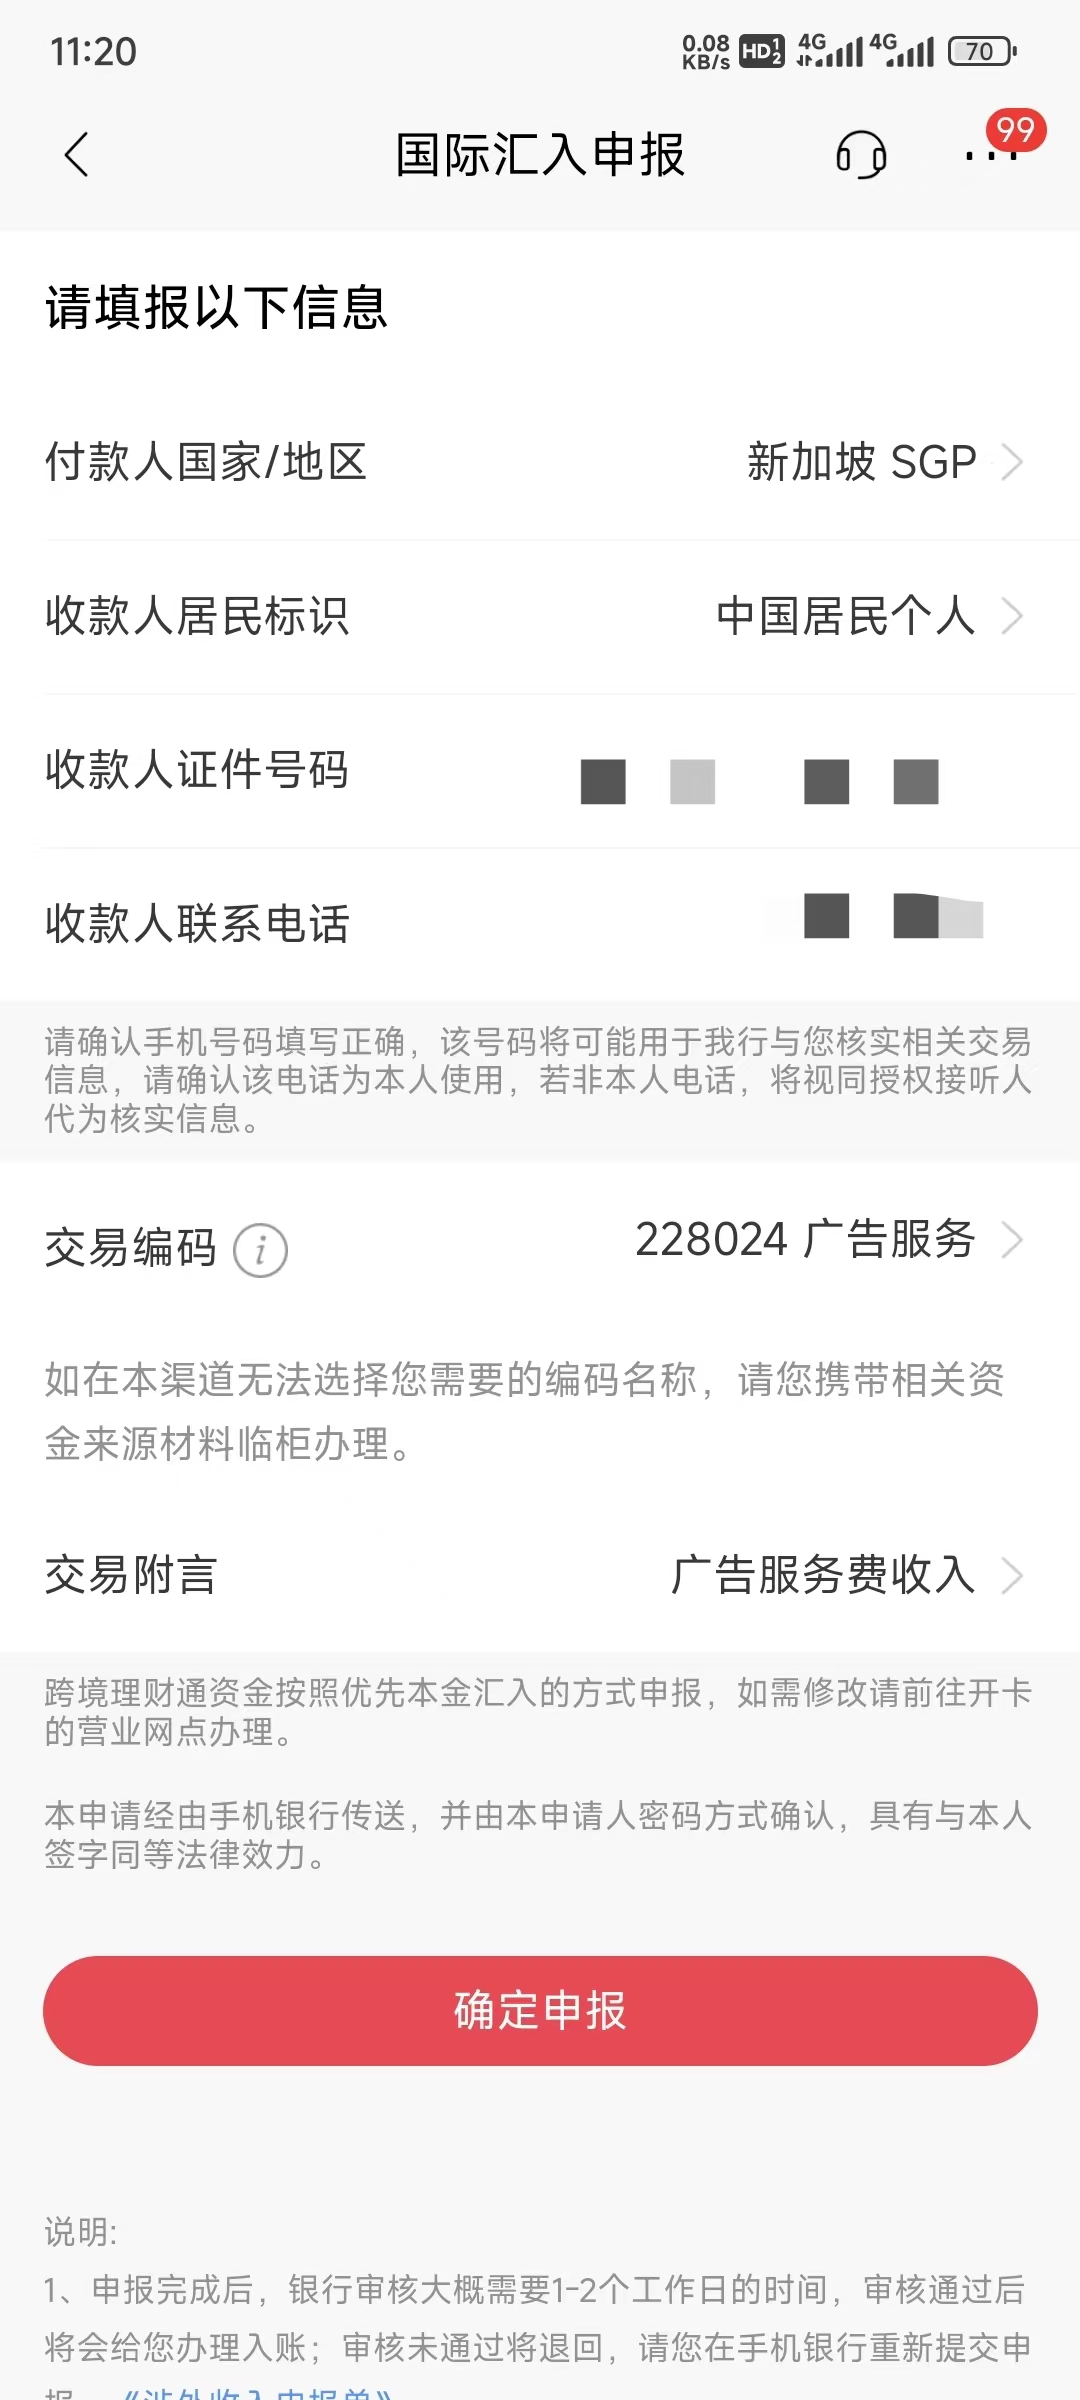 11:20
0.08 KB/s HD 1 2 4G 4G 70
国际汇入申报
99
请填报以下信息
付款人国家/地区 新加坡 SGP
收款人居民标识 中国居民个人
收款人证件号码
收款人联系电话
请确认手机号码填写正确，该号码将可能用于我行与您核实相关交易
信息，请确认该电话为本人使用，若非本人电话，将视同授权接听人
代为核实信息。
交易编码 i 228024 广告服务
如在本渠道无法选择您需要的编码名称，请您携带相关资
金来源材料临柜办理。
交易附言 广告服务费收入
跨境理财通资金按照优先本金汇入的方式申报，如需修改请前往开卡
的营业网点办理。
本申请经由手机银行传送，并由本申请人密码方式确认，具有与本人
签字同等法律效力。
确定申报
说明:
1、申报完成后，银行审核大概需要1-2个工作日的时间，审核通过后
将会给您办理入账；审核未通过将退回，请您在手机银行重新提交申
报。《涉外收入申报单》